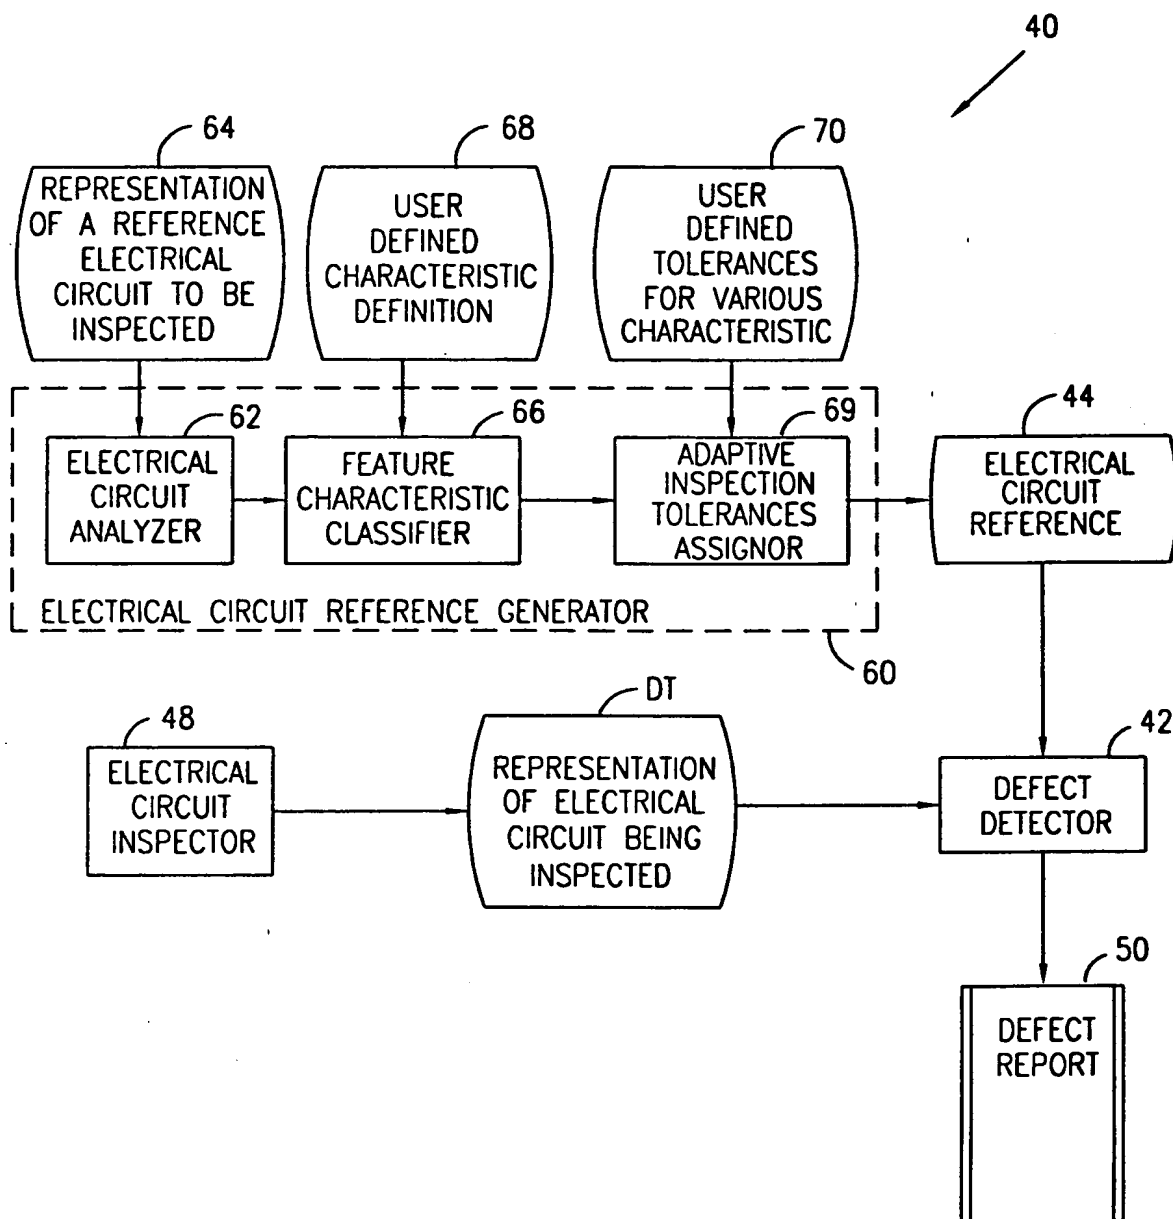 40
64
REPRESENTATION
OF A REFERENCE
ELECTRICAL
CIRCUIT TO BE
INSPECTED
68
USER
DEFINED
CHARACTERISTIC
DEFINITION
70
USER
DEFINED
TOLERANCES
FOR VARIOUS
CHARACTERISTIC
62
ELECTRICAL
CIRCUIT
ANALYZER
66
FEATURE
CHARACTERISTIC
CLASSIFIER
69
ADAPTIVE
INSPECTION
TOLERANCES
ASSIGNOR
44
ELECTRICAL
CIRCUIT
REFERENCE
ELECTRICAL CIRCUIT REFERENCE GENERATOR
60
48
ELECTRICAL
CIRCUIT
INSPECTOR
DT
REPRESENTATION
OF ELECTRICAL
CIRCUIT BEING
INSPECTED
42
DEFECT
DETECTOR
50
DEFECT
REPORT